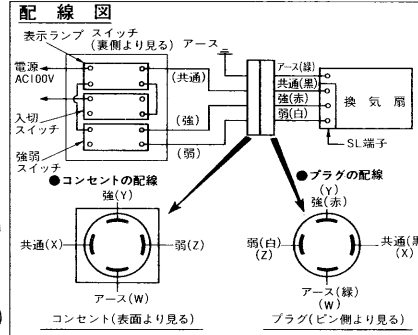 配線図
表示ランプ
スイッチ
(裏側より見る)
アース
電源
AC100V
入切
スイッチ
強弱
スイッチ
(共通)
(強)
(弱)
アース(緑)
共通(黒)
強(赤)
弱(白)
換気扇
SL端子
●コンセントの配線
強(Y)
共通(X)
弱(Z)
アース(W)
コンセント(表面より見る)
●プラグの配線
(Y)
強(赤)
弱(白)
(Z)
共通(黒
(X)
アース(緑)
(W)
プラグ(ピン側より見る)